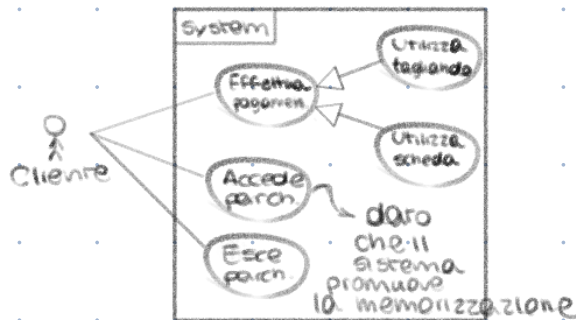 system
Utilizza
tagliando
Effettua
pagamen.
Utilizza
scheda
Cliente
Accede
parch.
Esce
parch.
dato
che il
sistema
promuove
la memorizzazione